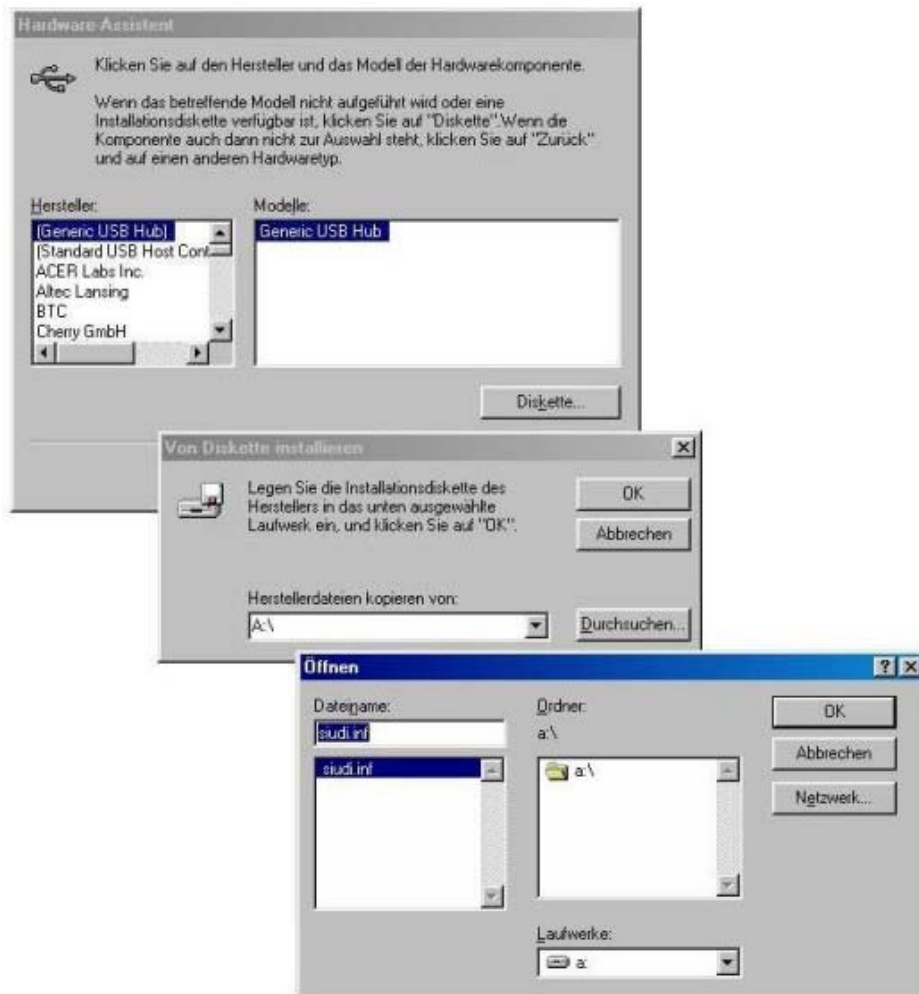 Hardware-Assistent
Klicken Sie auf den Hersteller und das Modell der Hardwarekomponente.
Wenn das betreffende Modell nicht aufgeführt wird oder eine
Installationsdiskette verfügbar ist, klicken Sie auf "Diskette".Wenn die
Komponente auch dann nicht zur Auswahl steht, klicken Sie auf "Zurück"
und auf einen anderen Hardwaretyp.
Hersteller:
(Generic USB Hub)
(Standard USB Host Cont
ACER Labs Inc.
Altec Lansing
BTC
Cherry GmbH
Modelle:
Generic USB Hub
Diskette...
Von Diskette installieren
Legen Sie die Installationsdiskette des
Herstellers in das unten ausgewählte
Laufwerk ein, und klicken Sie auf "OK".
OK
Abbrechen
Herstellerdateien kopieren von:
A:\
Durchsuchen...
Öffnen
Dateiname:
siudi.inf
siudi.inf
Ordner:
a:\
a:\
Laufwerke:
a:
OK
Abbrechen
Netzwerk...